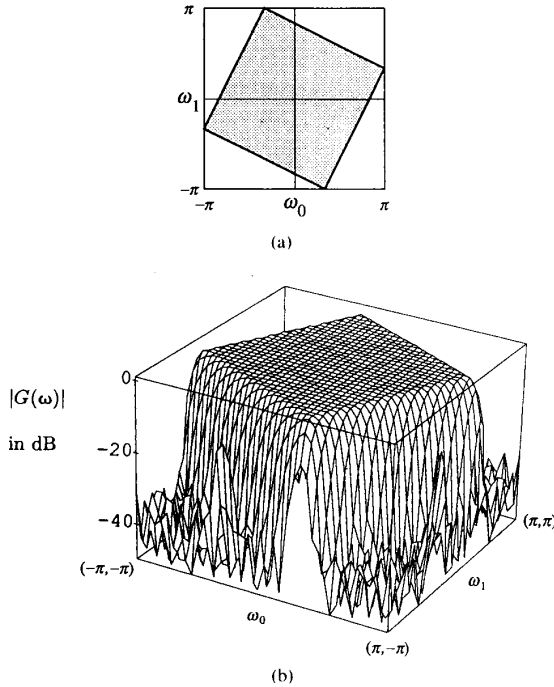 π
ω₁
−π
−π
ω₀
π
(a)
|G(ω)|
in dB
0
−20
−40
(−π,−π)
ω₀
(π,−π)
ω₁
(π,π)
(b)